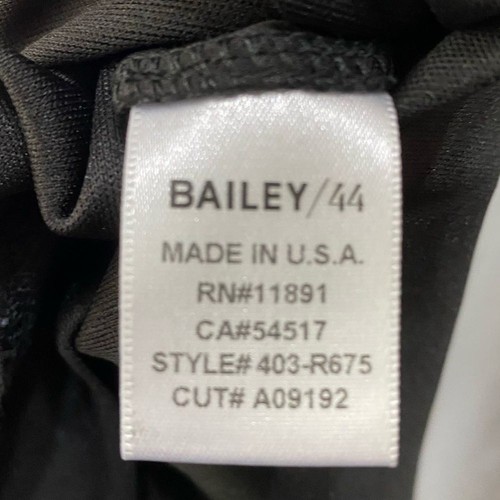 BAILEY/44
MADE IN U.S.A.
RN#11891
CA#54517
STYLE# 403-R675
CUT# A09192